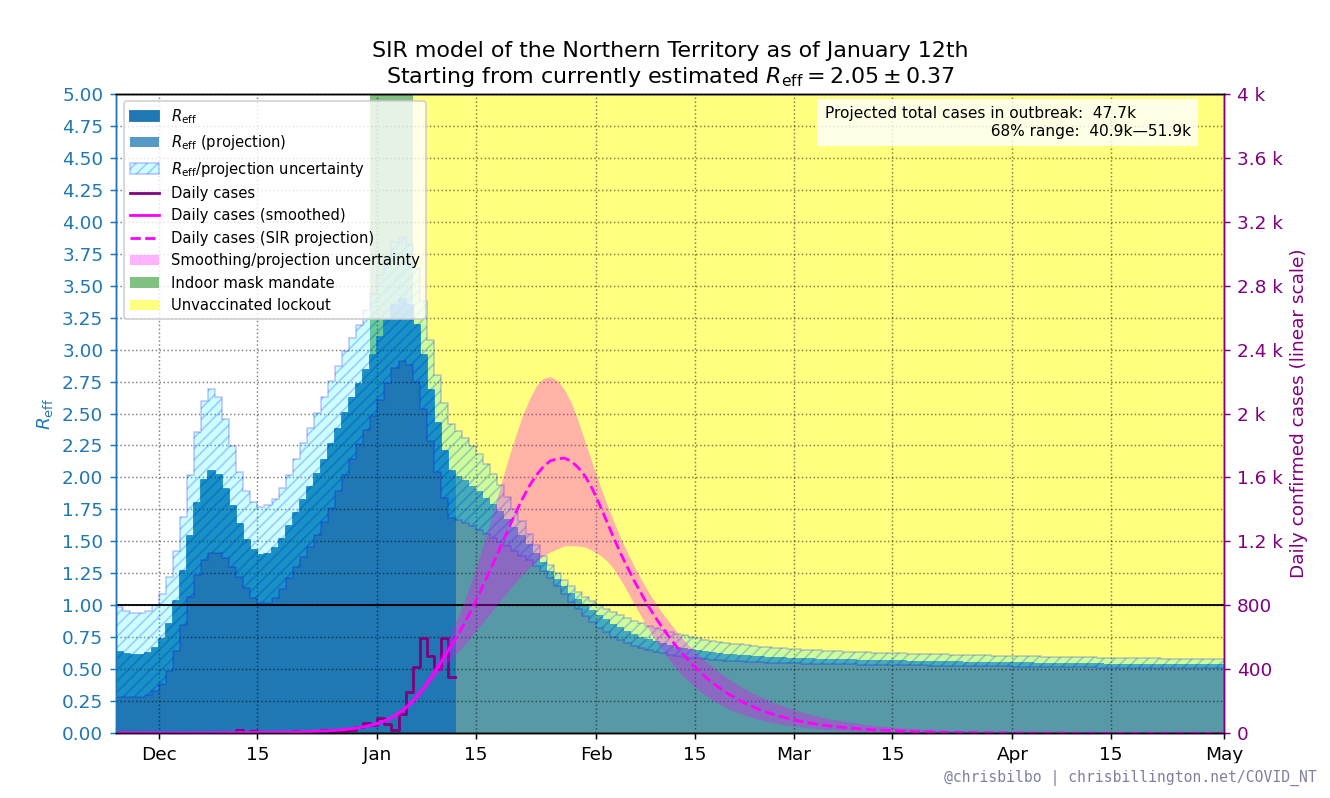 SIR model of the Northern Territory as of January 12th
Starting from currently estimated R_eff = 2.05 ± 0.37
Projected total cases in outbreak: 47.7k
68% range: 40.9k—51.9k
R_eff
R_eff (projection)
R_eff/projection uncertainty
Daily cases
Daily cases (smoothed)
Daily cases (SIR projection)
Smoothing/projection uncertainty
Indoor mask mandate
Unvaccinated lockout
R_eff
5.00
4.75
4.50
4.25
4.00
3.75
3.50
3.25
3.00
2.75
2.50
2.25
2.00
1.75
1.50
1.25
1.00
0.75
0.50
0.25
0.00
4 k
3.6 k
3.2 k
2.8 k
2.4 k
2 k
1.6 k
1.2 k
800
400
0
Daily confirmed cases (linear scale)
Dec 15 Jan 15 Feb 15 Mar 15 Apr 15 May
@chrisbilbo | chrisbillington.net/COVID_NT